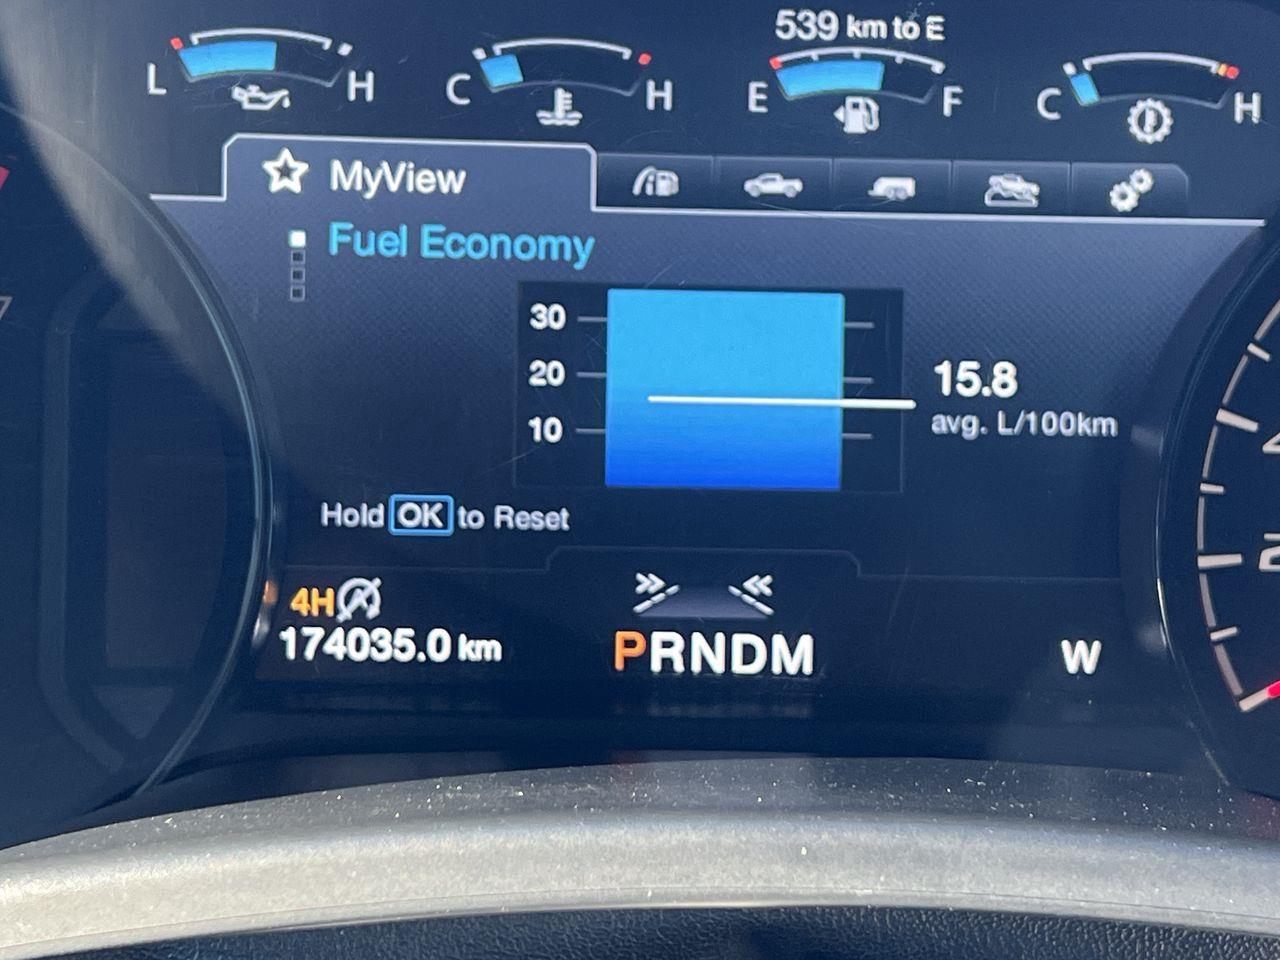 539 km to E
L H C H E F C H
MyView
Fuel Economy
30
20
10
15.8
avg. L/100km
Hold OK to Reset
4H
174035.0 km
PRNDM
W